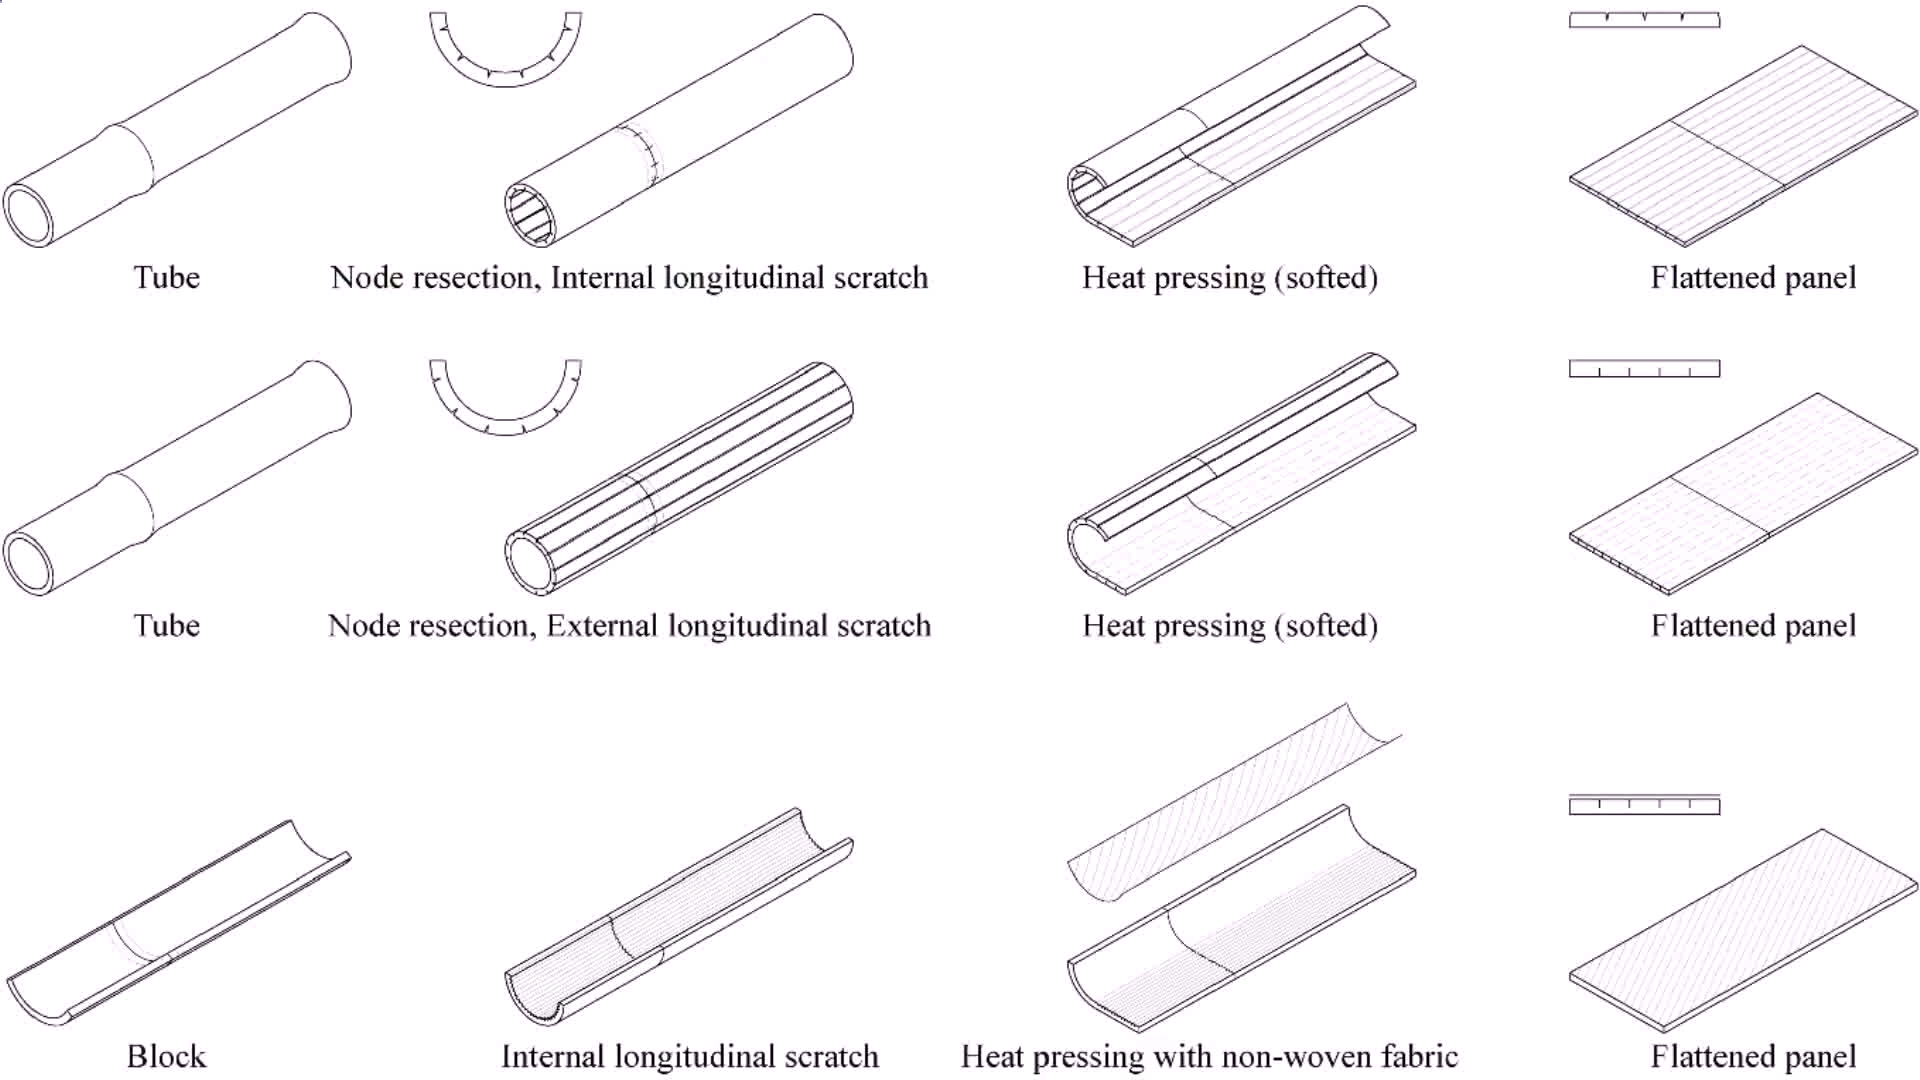 Tube
Node resection, Internal longitudinal scratch
Heat pressing (softed)
Flattened panel
Tube
Node resection, External longitudinal scratch
Heat pressing (softed)
Flattened panel
Block
Internal longitudinal scratch
Heat pressing with non-woven fabric
Flattened panel